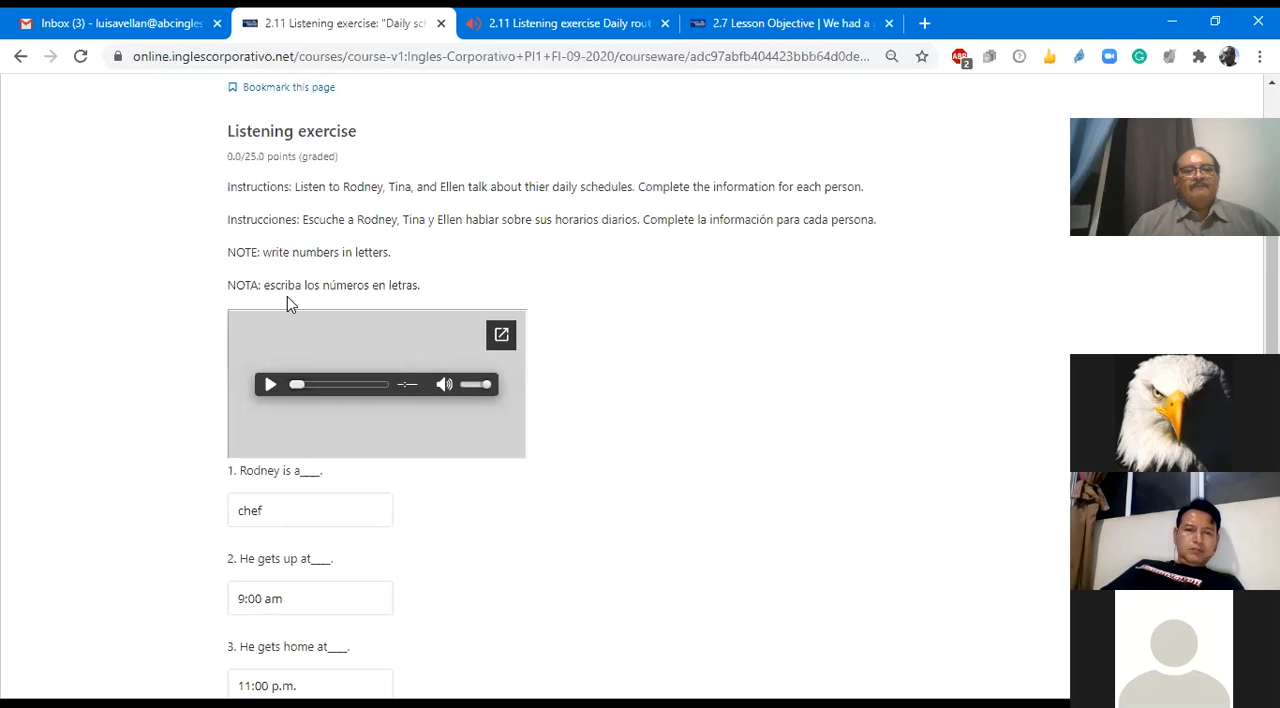 Inbox (3) - luisavellan@abcingles
2.11 Listening exercise: "Daily sc
2.11 Listening exercise Daily rout
2.7 Lesson Objective | We had a
online.inglescorporativo.net/courses/course-v1:Ingles-Corporativo+PI1+FI-09-2020/courseware/adc97abfb404423bbb64d0de...
2
Bookmark this page
Listening exercise
0.0/25.0 points (graded)
Instructions: Listen to Rodney, Tina, and Ellen talk about thier daily schedules. Complete the information for each person.
Instrucciones: Escuche a Rodney, Tina y Ellen hablar sobre sus horarios diarios. Complete la información para cada persona.
NOTE: write numbers in letters.
NOTA: escriba los números en letras.
-:--
1. Rodney is a____.
chef
2. He gets up at____.
9:00 am
3. He gets home at____.
11:00 p.m.